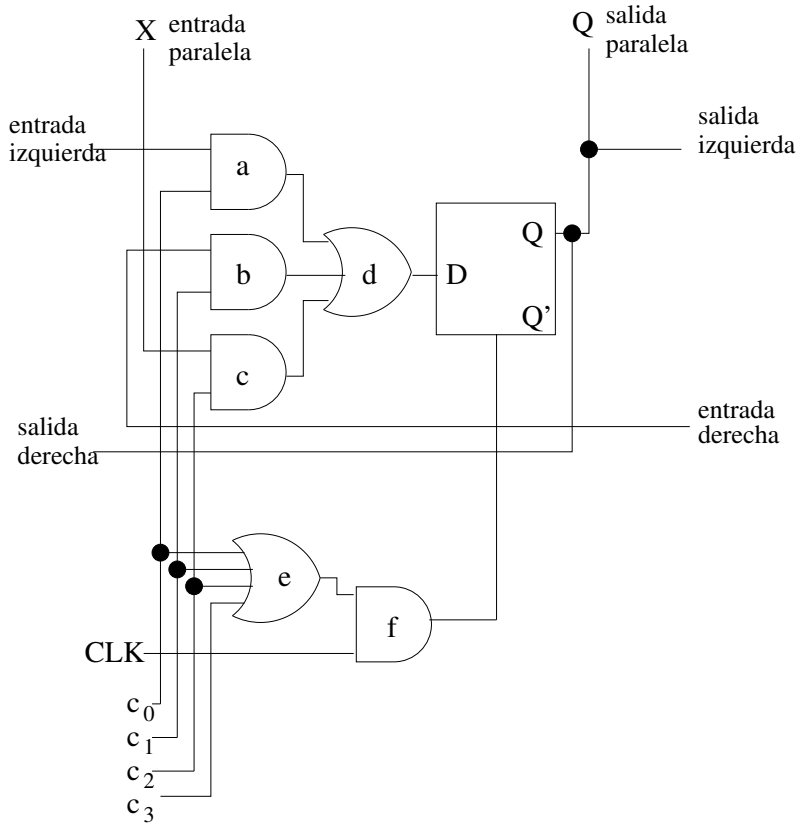 X entrada
paralela
Q salida
paralela
entrada
izquierda
salida
izquierda
a
b
c
d
D
Q
Q’
entrada
derecha
salida
derecha
e
f
CLK
c0
c1
c2
c3